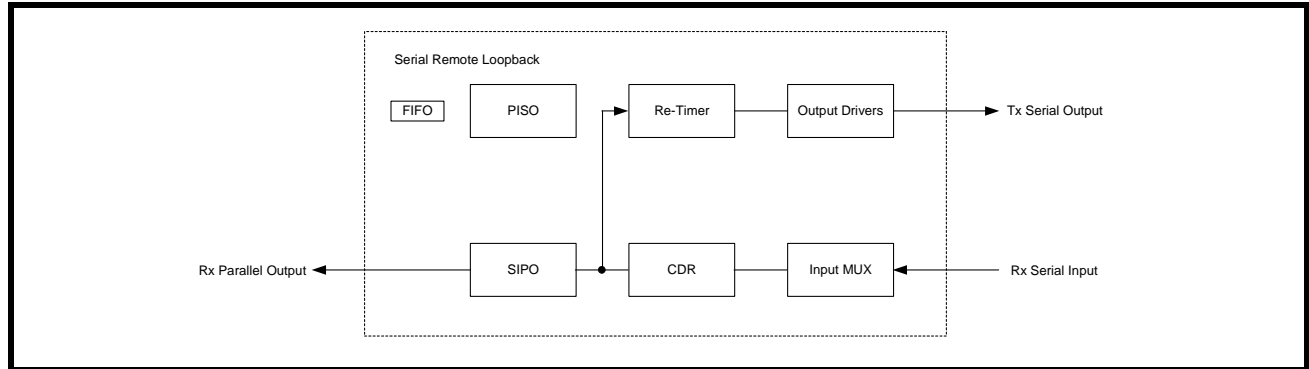 Serial Remote Loopback
FIFO
PISO
Re-Timer
Output Drivers
Tx Serial Output
Rx Parallel Output
SIPO
CDR
Input MUX
Rx Serial Input